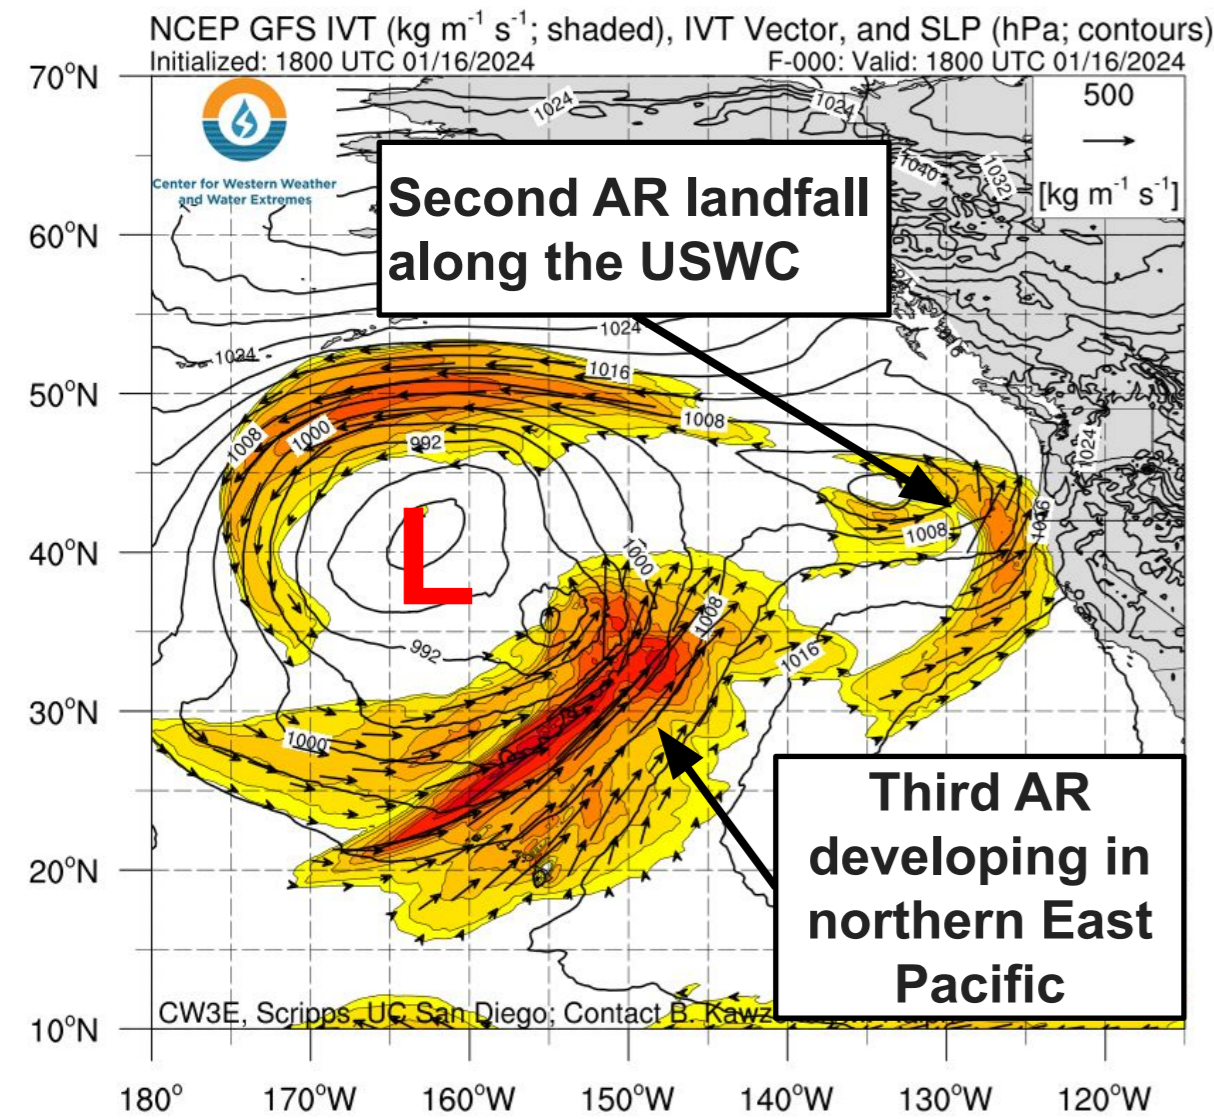 NCEP GFS IVT (kg m⁻¹ s⁻¹; shaded), IVT Vector, and SLP (hPa; contours)
Initialized: 1800 UTC 01/16/2024
F-000: Valid: 1800 UTC 01/16/2024
70°N
60°N
50°N
40°N
30°N
20°N
10°N
Center for Western Weather
and Water Extremes
500
[kg m⁻¹ s⁻¹]
Second AR landfall
along the USWC
1024
1024
1040
1032
1024
1024
1016
1008
1008
1000
992
1024
1016
1008
1000
L
1008
992
1016
1000
Third AR
developing in
northern East
Pacific
CW3E, Scripps, UC San Diego; Contact B.
180°
170°W
160°W
150°W
140°W
130°W
120°W